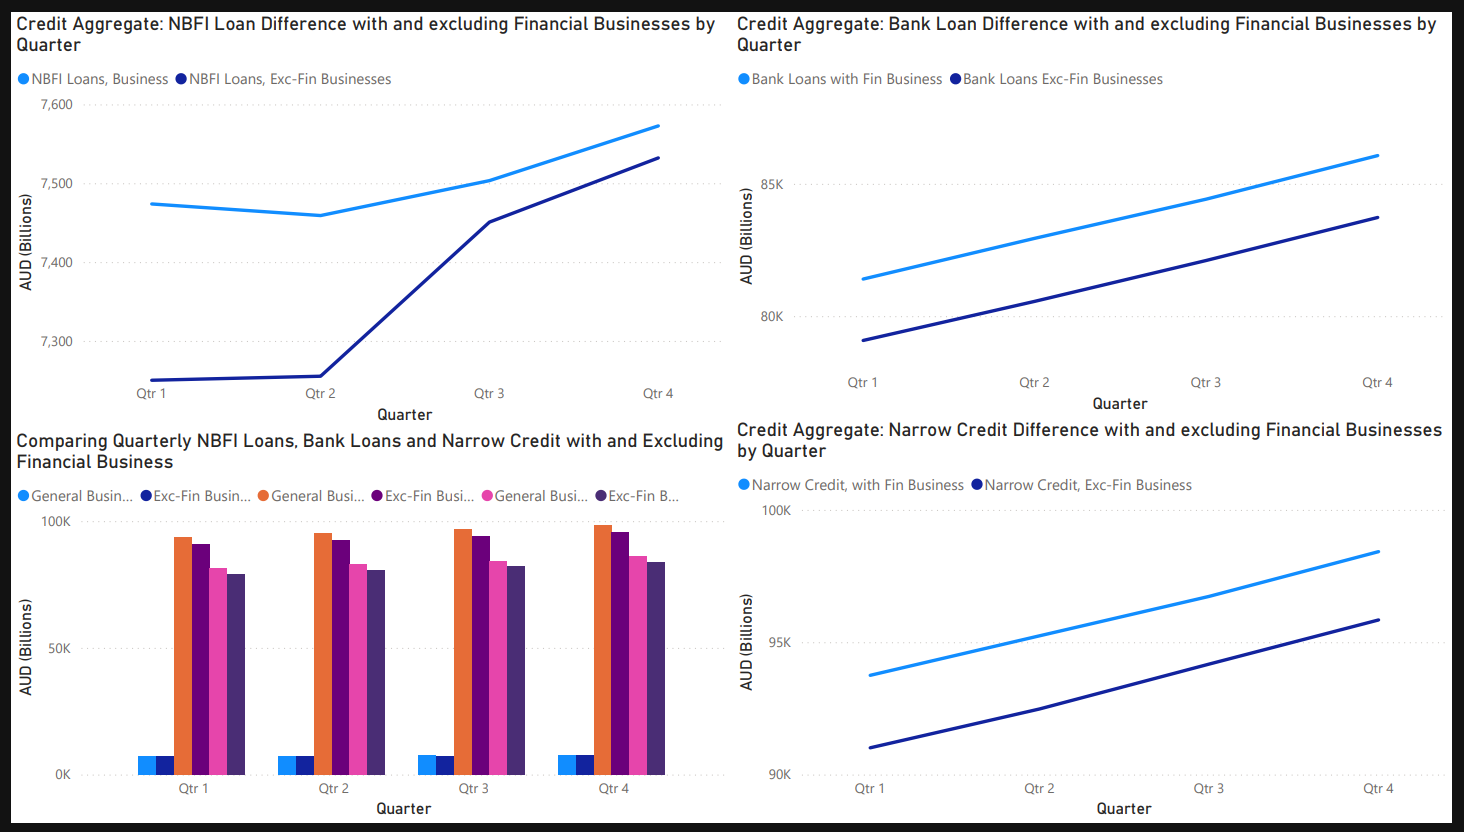 Credit Aggregate: NBFI Loan Difference with and excluding Financial Businesses by
Quarter
NBFI Loans, Business NBFI Loans, Exc-Fin Businesses
7,600
7,500
7,400
7,300
AUD (Billions)
Qtr 1 Qtr 2 Qtr 3 Qtr 4
Quarter
Credit Aggregate: Bank Loan Difference with and excluding Financial Businesses by
Quarter
Bank Loans with Fin Business Bank Loans Exc-Fin Businesses
85K
80K
AUD (Billions)
Qtr 1 Qtr 2 Qtr 3 Qtr 4
Quarter
Comparing Quarterly NBFI Loans, Bank Loans and Narrow Credit with and Excluding
Financial Business
General Busin... Exc-Fin Busin... General Busi... Exc-Fin Busi... General Busi... Exc-Fin B...
100K
50K
0K
AUD (Billions)
Qtr 1 Qtr 2 Qtr 3 Qtr 4
Quarter
Credit Aggregate: Narrow Credit Difference with and excluding Financial Businesses
by Quarter
Narrow Credit, with Fin Business Narrow Credit, Exc-Fin Business
100K
95K
90K
AUD (Billions)
Qtr 1 Qtr 2 Qtr 3 Qtr 4
Quarter